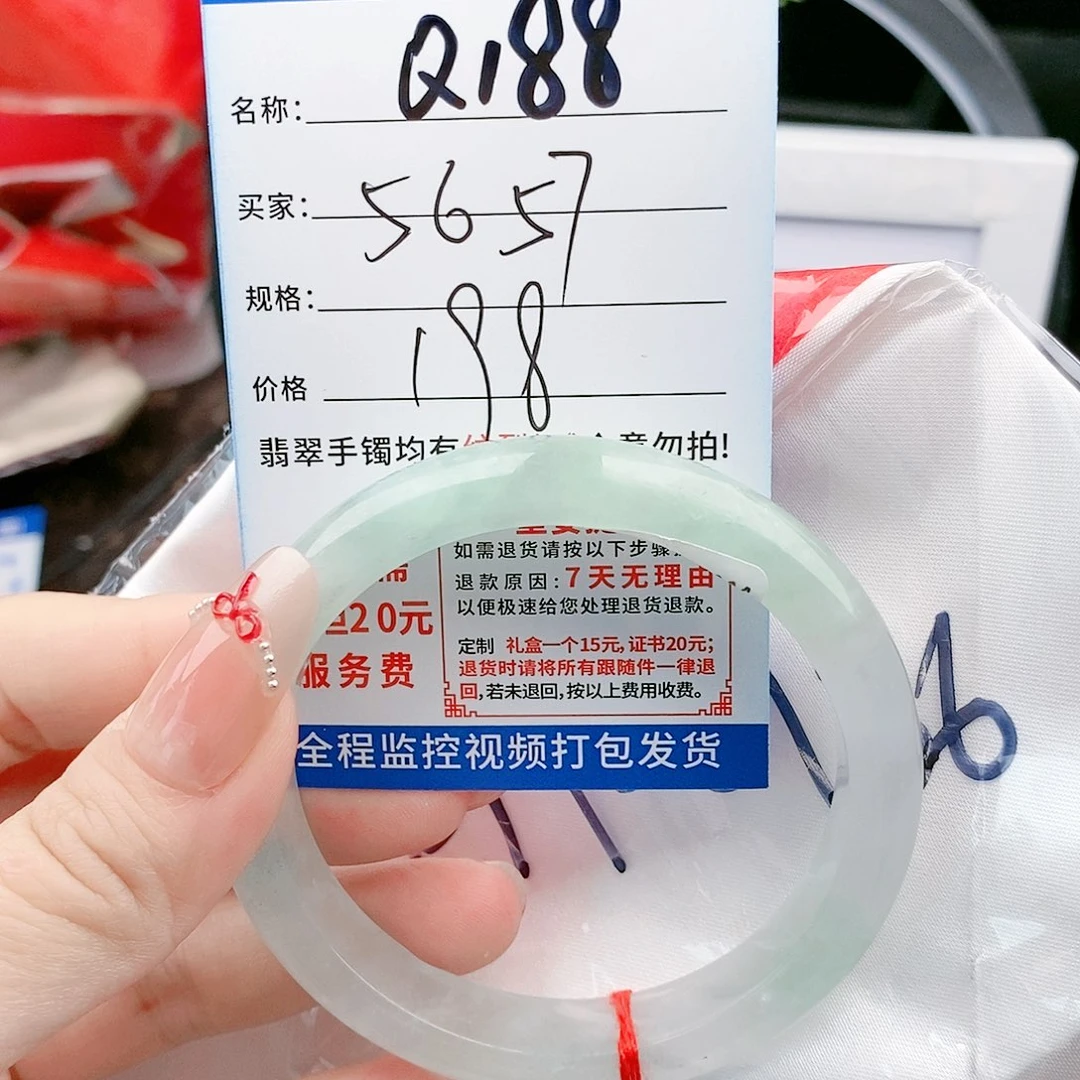 名称: Q188
买家: 5657
规格:
价格 198
翡翠手镯均有 勿拍!
如需退货请按以下步骤
退款原因:7天无理由
以便极速给您处理退货退款。
20元
服务费
定制 礼盒一个15元,证书20元;
退货时请将所有跟随件一律退
回,若未退回,按以上费用收费。
全程监控视频打包发货